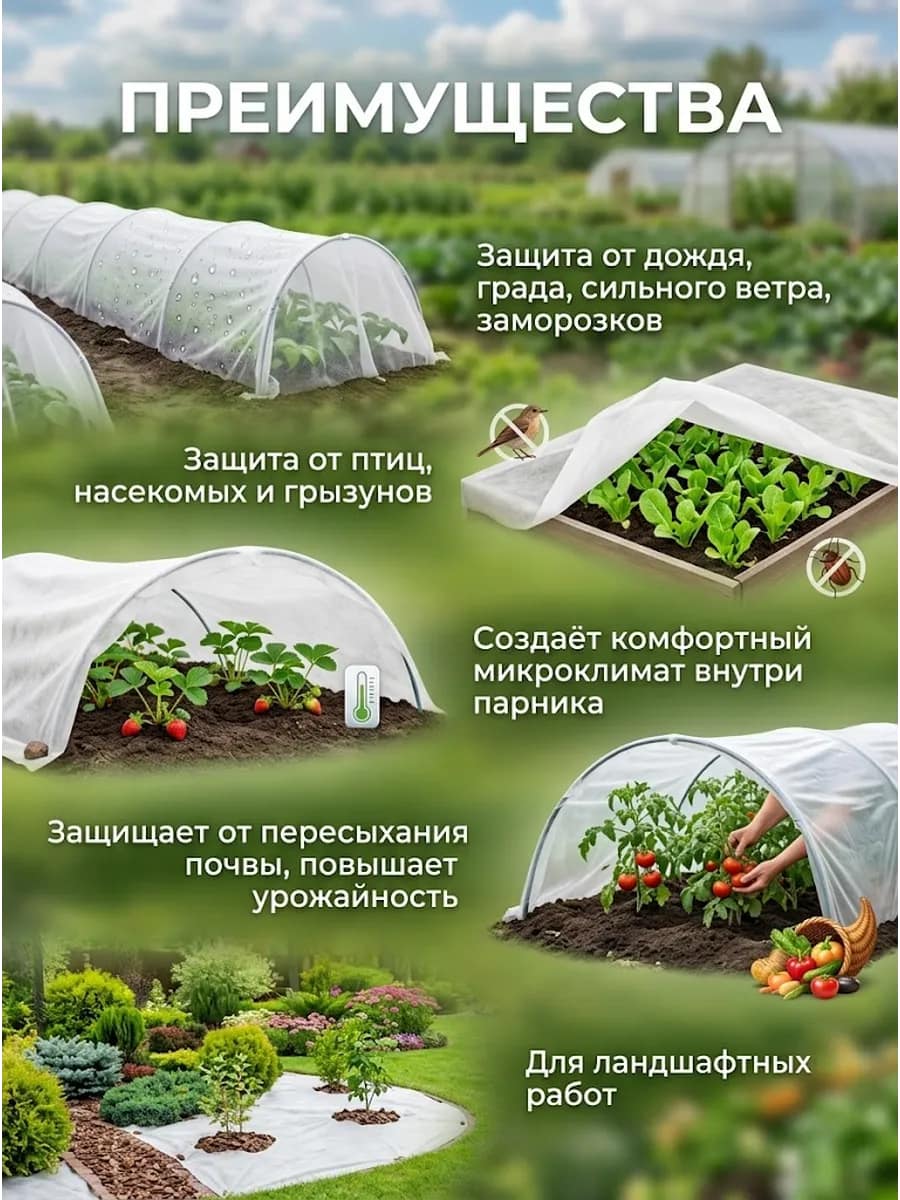 ПРЕИМУЩЕСТВА
Защита от дождя,
града, сильного ветра,
заморозков
Защита от птиц,
насекомых и грызунов
Создаёт комфортный
микроклимат внутри
парника
Защищает от пересыхания
почвы, повышает
урожайность
Для ландшафтных
работ